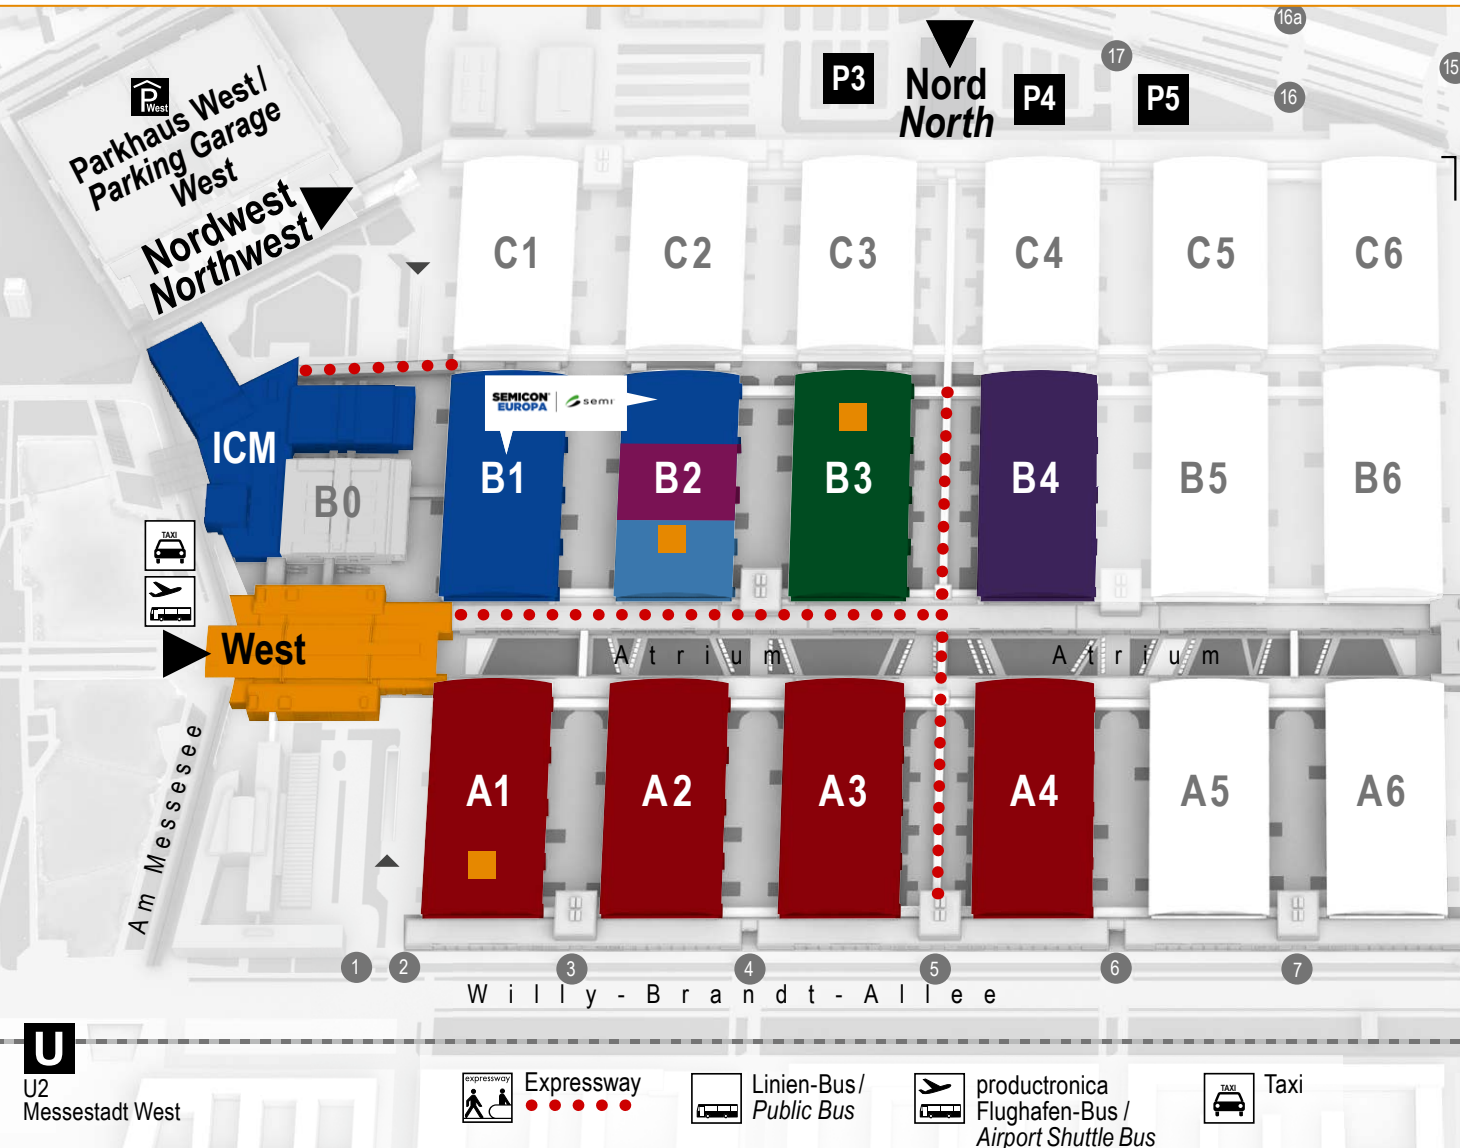 16a
17
15
16
P3
Nord
North
P4
P5
P
West
Parkhaus West/
Parking Garage
West
Nordwest
Northwest
C1
C2
C3
C4
C5
C6
SEMICON
EUROPA
semi
ICM
B0
B1
B2
B3
B4
B5
B6
TAXI
West
Atrium
Atrium
A1
A2
A3
A4
A5
A6
Am Messesee
1
2
3
4
5
6
7
Willy-Brandt-Allee
U
U2
Messestadt West
expressway
Expressway
Linien-Bus/
Public Bus
productronica
Flughafen-Bus /
Airport Shuttle Bus
TAXI
Taxi